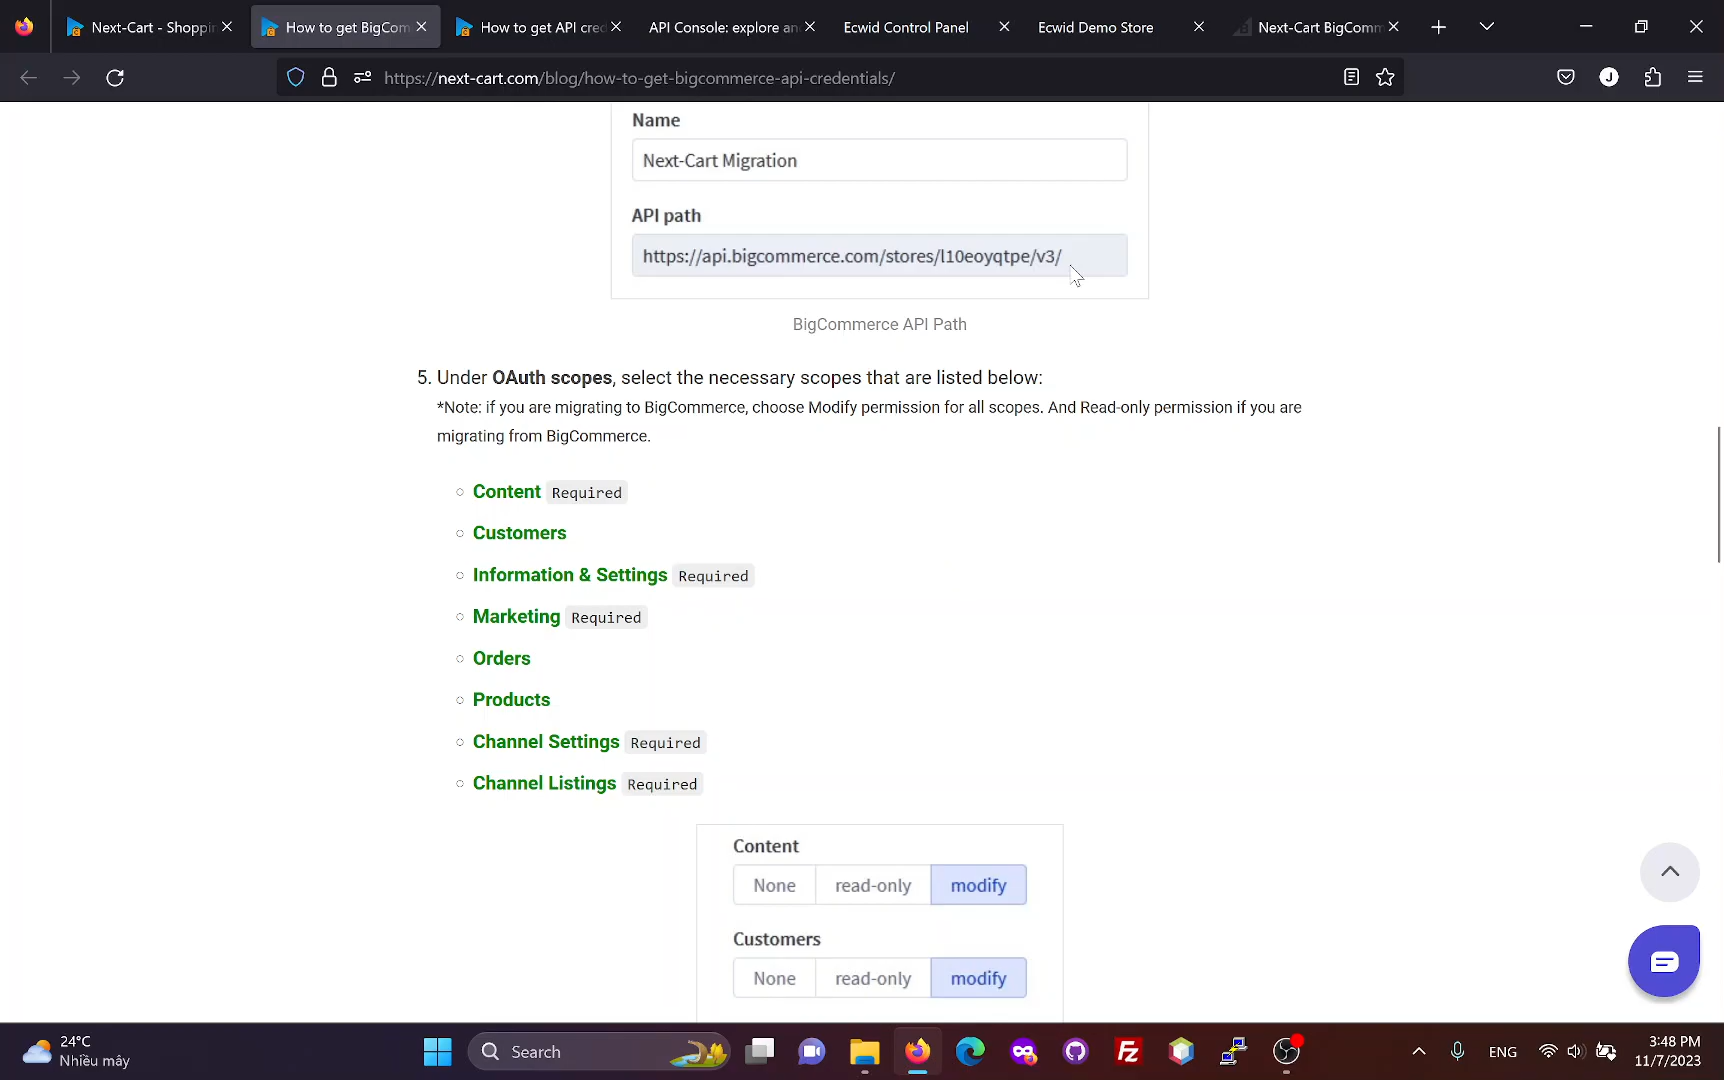 Next-Cart - Shoppin
How to get BigCom
How to get API cred
API Console: explore an
Ecwid Control Panel
Ecwid Demo Store
Next-Cart BigComm
https://next-cart.com/blog/how-to-get-bigcommerce-api-credentials/
J
Name
Next-Cart Migration
API path
https://api.bigcommerce.com/stores/l10eoyqtpe/v3/
BigCommerce API Path
5. Under OAuth scopes, select the necessary scopes that are listed below:
*Note: if you are migrating to BigCommerce, choose Modify permission for all scopes. And Read-only permission if you are
migrating from BigCommerce.
Content Required
Customers
Information & Settings Required
Marketing Required
Orders
Products
Channel Settings Required
Channel Listings Required
Content
None read-only modify
Customers
None read-only modify
24°C
Nhiều mây
Search
Fz
ENG
3:48 PM
11/7/2023